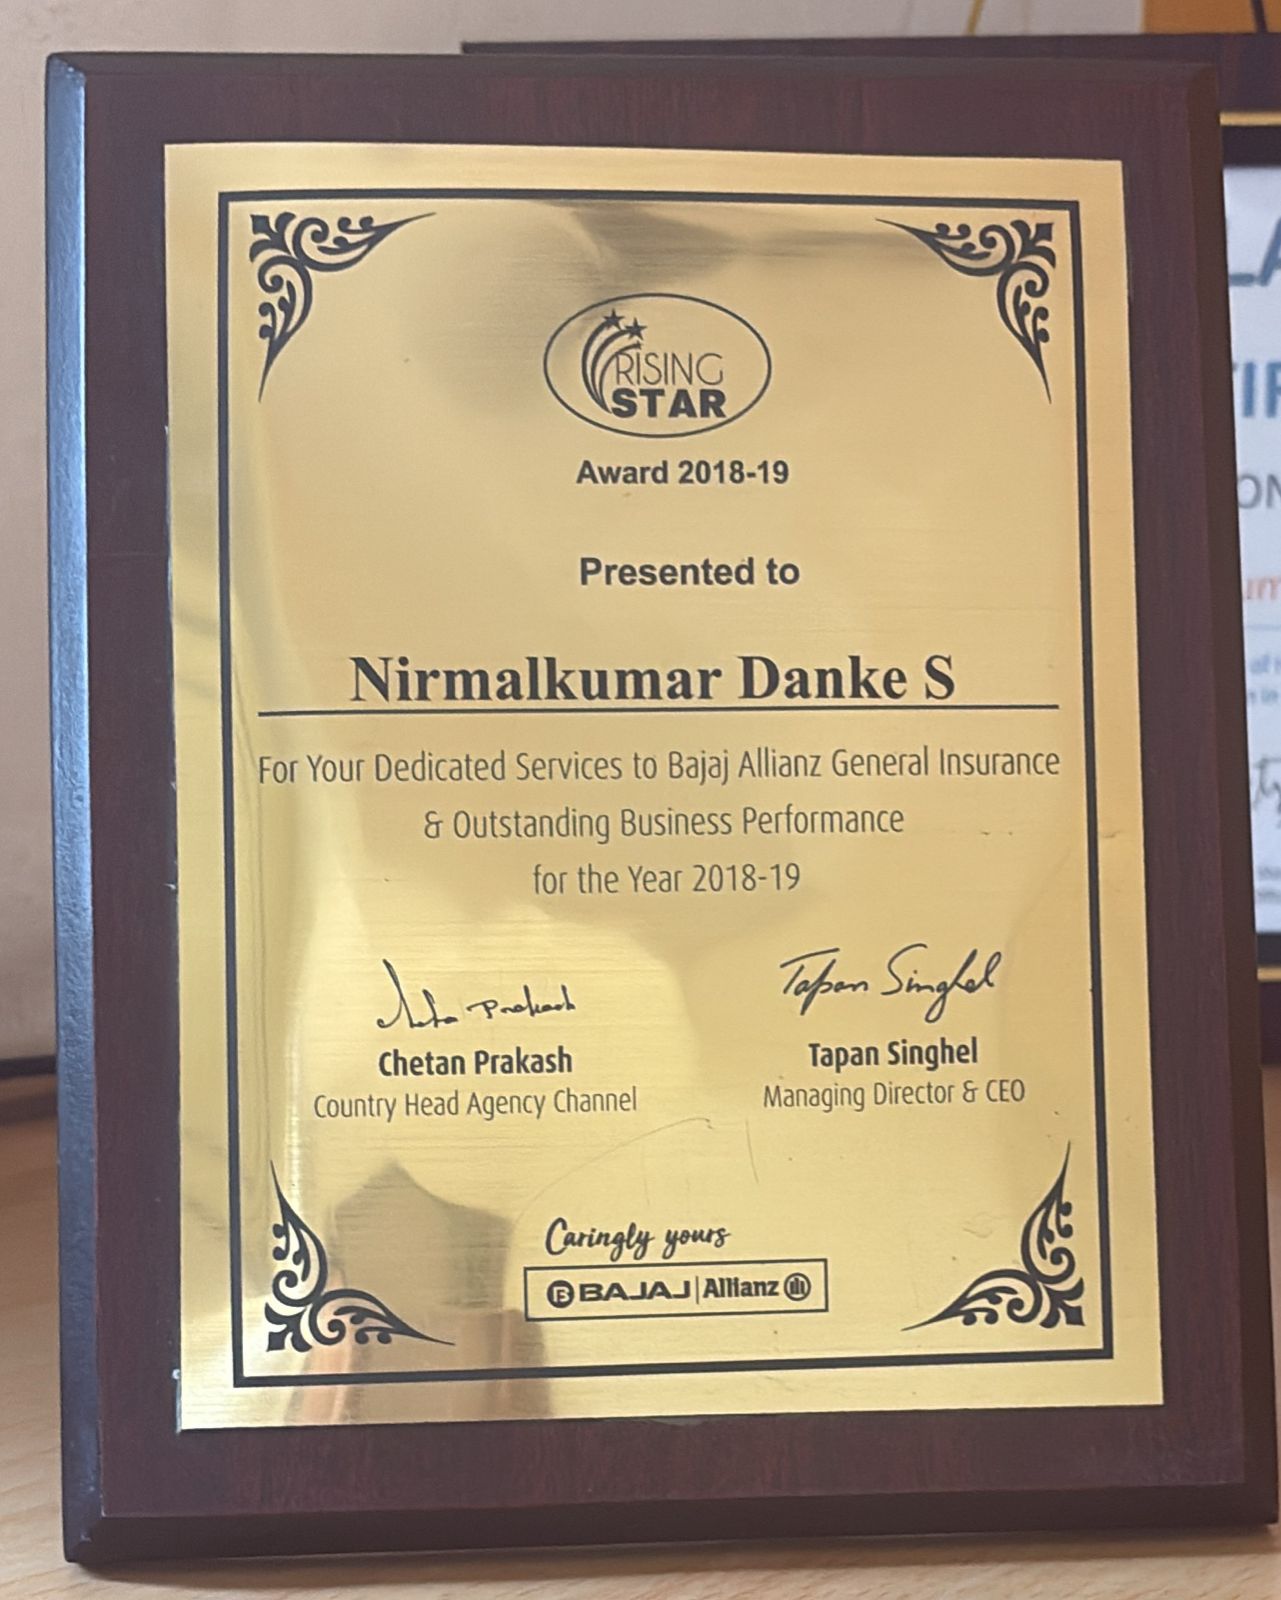 RISING
STAR
Award 2018-19
Presented to
Nirmalkumar Danke S
For Your Dedicated Services to Bajaj Allianz General Insurance
& Outstanding Business Performance
for the Year 2018-19
Tapan Singhel
Chetan Prakash
Country Head Agency Channel
Tapan Singhel
Managing Director & CEO
Caringly yours
BAJAJ | Allianz